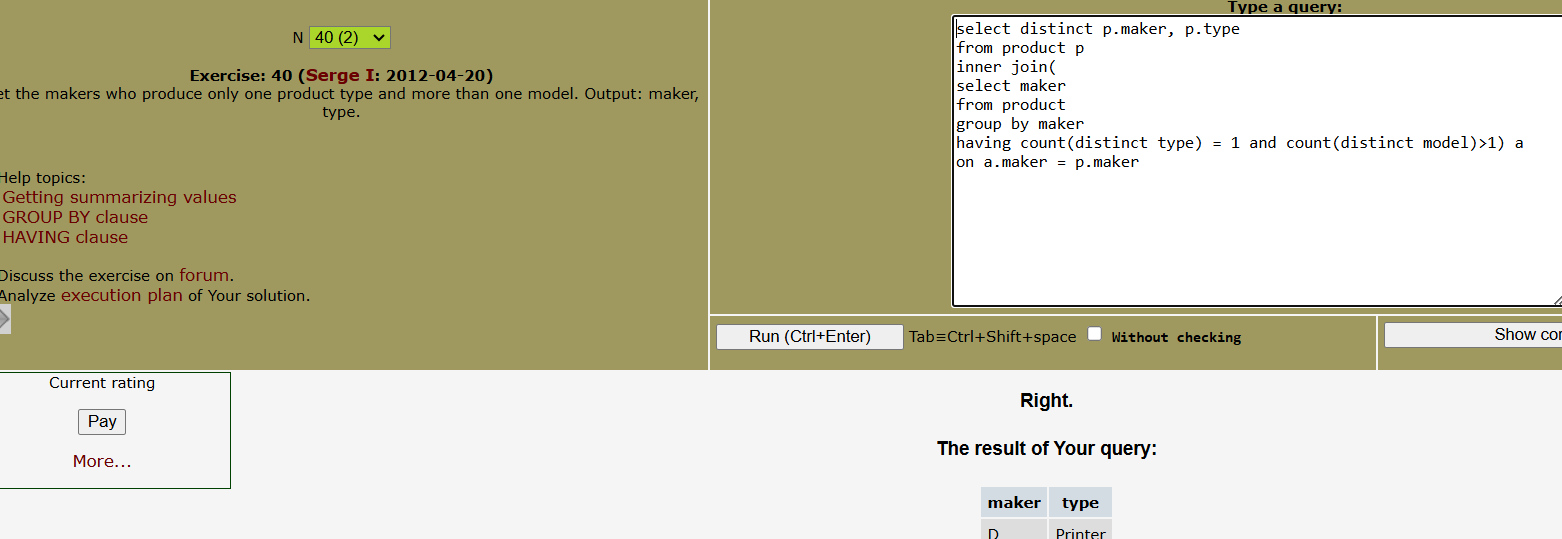 N 40 (2)
Exercise: 40 (Serge I: 2012-04-20)
et the makers who produce only one product type and more than one model. Output: maker,
type.
Help topics:
Getting summarizing values
GROUP BY clause
HAVING clause
Discuss the exercise on forum.
Analyze execution plan of Your solution.
Type a query:
select distinct p.maker, p.type
from product p
inner join(
select maker
from product
group by maker
having count(distinct type) = 1 and count(distinct model)>1) a
on a.maker = p.maker
Run (Ctrl+Enter) Tab≡Ctrl+Shift+space Without checking
Show cor
Current rating
Pay
More...
Right.
The result of Your query:
maker type
D Printer